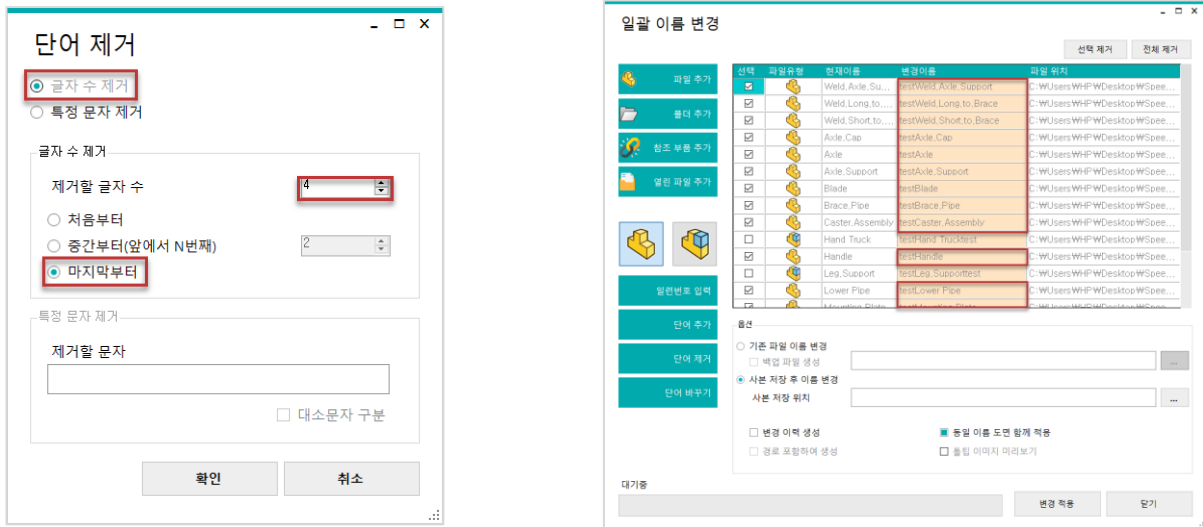 단어 제거
글자 수 제거
특정 문자 제거
글자 수 제거
제거할 글자 수
4
처음부터
중간부터(앞에서 N번째)
2
마지막부터
특정 문자 제거
제거할 문자
대소문자 구분
확인
취소
일괄 이름 변경
선택 제거
전체 제거
파일 추가
폴더 추가
참조 부품 추가
열린 파일 추가
일련번호 입력
단어 추가
단어 제거
단어 바꾸기
선택 파일유형 현재이름 변경이름 파일 위치
Weld,Axle,Su... testWeld,Axle,Support C:₩Users₩HP₩Desktop₩Spee...
Weld,Long,to,... testWeld,Long,to,Brace C:₩Users₩HP₩Desktop₩Spee...
Weld,Short,to,... testWeld,Short,to,Brace C:₩Users₩HP₩Desktop₩Spee...
Axle,Cap testAxle,Cap C:₩Users₩HP₩Desktop₩Spee...
Axle testAxle C:₩Users₩HP₩Desktop₩Spee...
Axle,Support testAxle,Support C:₩Users₩HP₩Desktop₩Spee...
Blade testBlade C:₩Users₩HP₩Desktop₩Spee...
Brace,Pipe testBrace,Pipe C:₩Users₩HP₩Desktop₩Spee...
Caster,Assembly testCaster,Assembly C:₩Users₩HP₩Desktop₩Spee...
Hand Truck testHand Trucktest C:₩Users₩HP₩Desktop₩Spee...
Handle testHandle C:₩Users₩HP₩Desktop₩Spee...
Leg,Support testLeg,Supporttest C:₩Users₩HP₩Desktop₩Spee...
Lower Pipe testLower Pipe C:₩Users₩HP₩Desktop₩Spee...
Mounting Plate testMounting Plate C:₩Users₩HP₩Desktop₩Spee...
옵션
기존 파일 이름 변경
백업 파일 생성
...
사본 저장 후 이름 변경
사본 저장 위치
...
변경 이력 생성
동일 이름 도면 함께 적용
경로 포함하여 생성
툴팁 이미지 미리보기
대기중
변경 적용
닫기